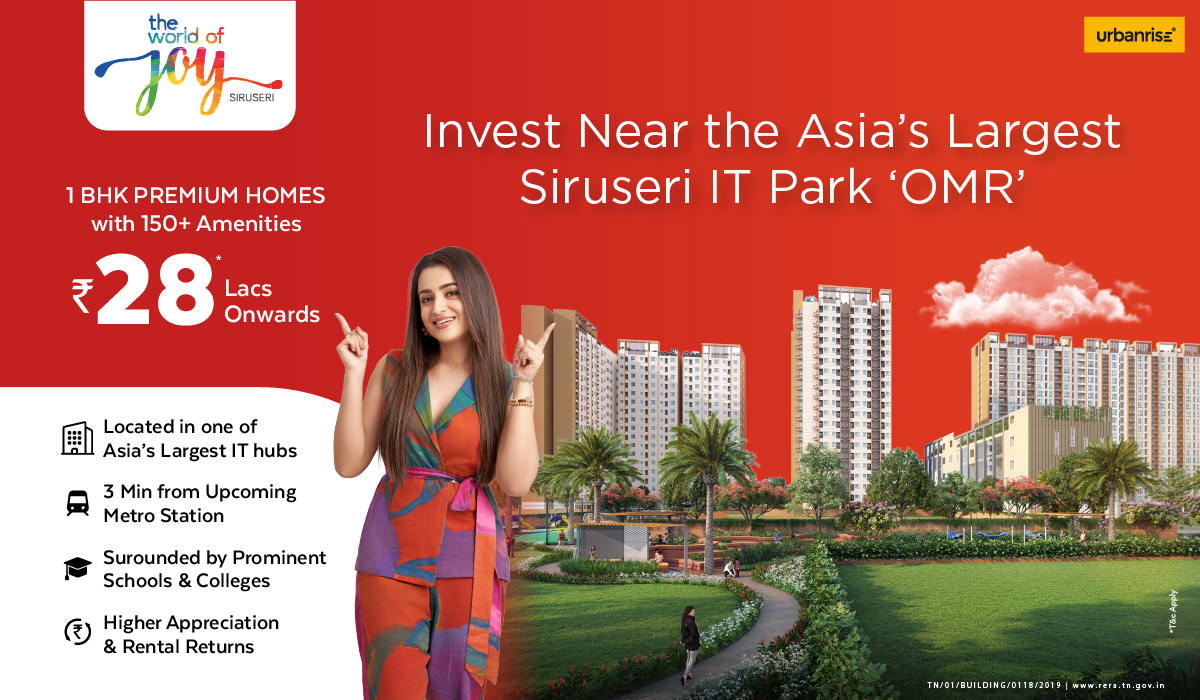 the
world of
joy
SIRUSERI
urbanrise®
Invest Near the Asia's Largest
Siruseri IT Park 'OMR'
1 BHK PREMIUM HOMES
with 150+ Amenities
₹28* Lacs
Onwards
Located in one of
Asia's Largest IT hubs
3 Min from Upcoming
Metro Station
Surounded by Prominent
Schools & Colleges
Higher Appreciation
& Rental Returns
*T&c Apply
TN/01/BUILDING/0118/2019 | www.rera.tn.gov.in